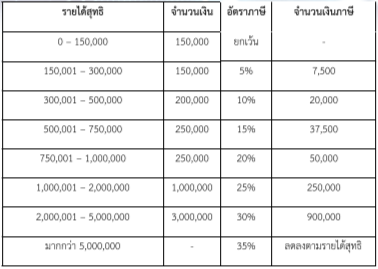 รายได้สุทธิ จำนวนเงิน อัตราภาษี จำนวนเงินภาษี
0 – 150,000 150,000 ยกเว้น -
150,001 – 300,000 150,000 5% 7,500
300,001 – 500,000 200,000 10% 20,000
500,001 – 750,000 250,000 15% 37,500
750,001 – 1,000,000 250,000 20% 50,000
1,000,001 – 2,000,000 1,000,000 25% 250,000
2,000,001 – 5,000,000 3,000,000 30% 900,000
มากกว่า 5,000,000 - 35% ลดลงตามรายได้สุทธิ